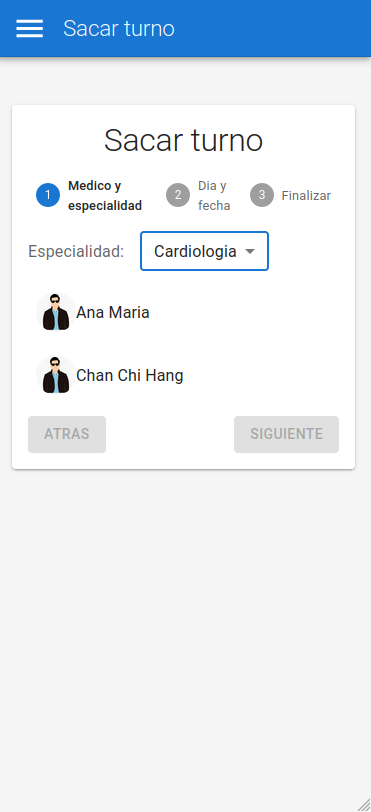 Sacar turno
Sacar turno
1 Medico y
especialidad
2 Dia y
fecha
3 Finalizar
Especialidad: Cardiologia
Ana Maria
Chan Chi Hang
ATRAS SIGUIENTE